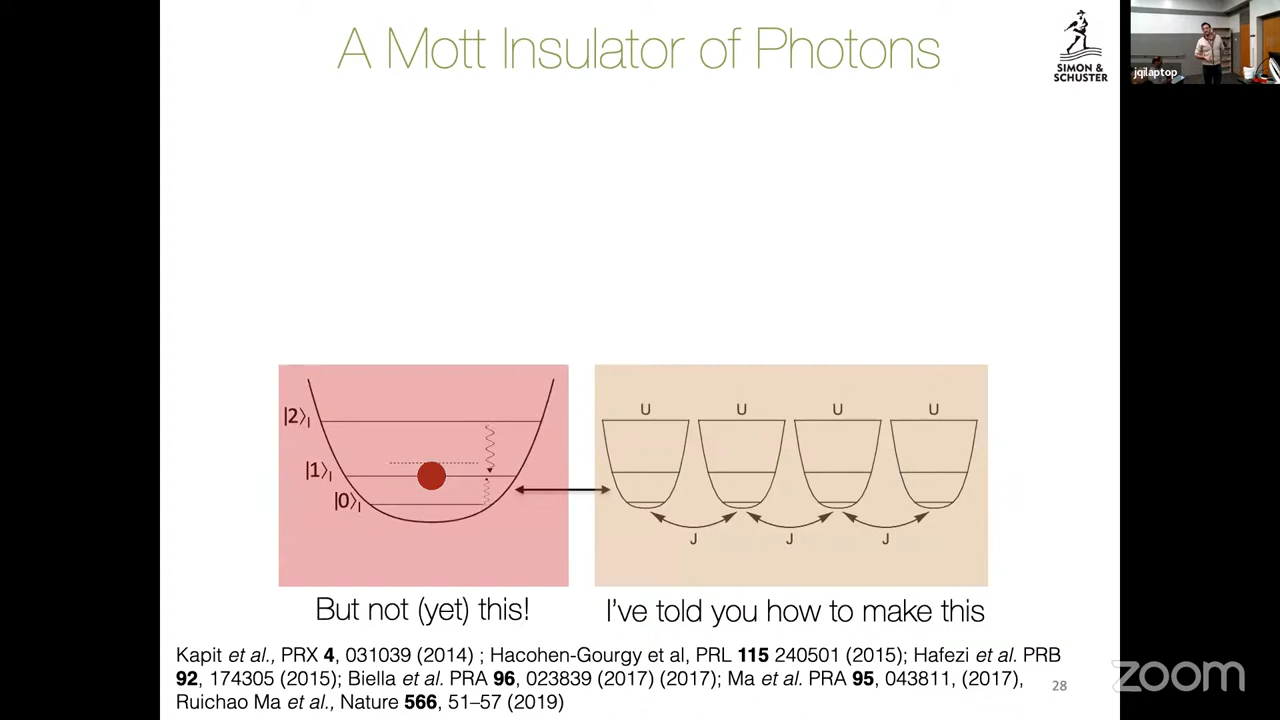 A Mott Insulator of Photons
SIMON &
SCHUSTER
jqilaptop
|2⟩ₗ
|1⟩ₗ
|0⟩ₗ
U U U U
J J J
But not (yet) this!
I've told you how to make this
Kapit et al., PRX 4, 031039 (2014) ; Hacohen-Gourgy et al, PRL 115 240501 (2015); Hafezi et al. PRB
92, 174305 (2015); Biella et al. PRA 96, 023839 (2017) (2017); Ma et al. PRA 95, 043811, (2017),
Ruichao Ma et al., Nature 566, 51–57 (2019)
28
zoom